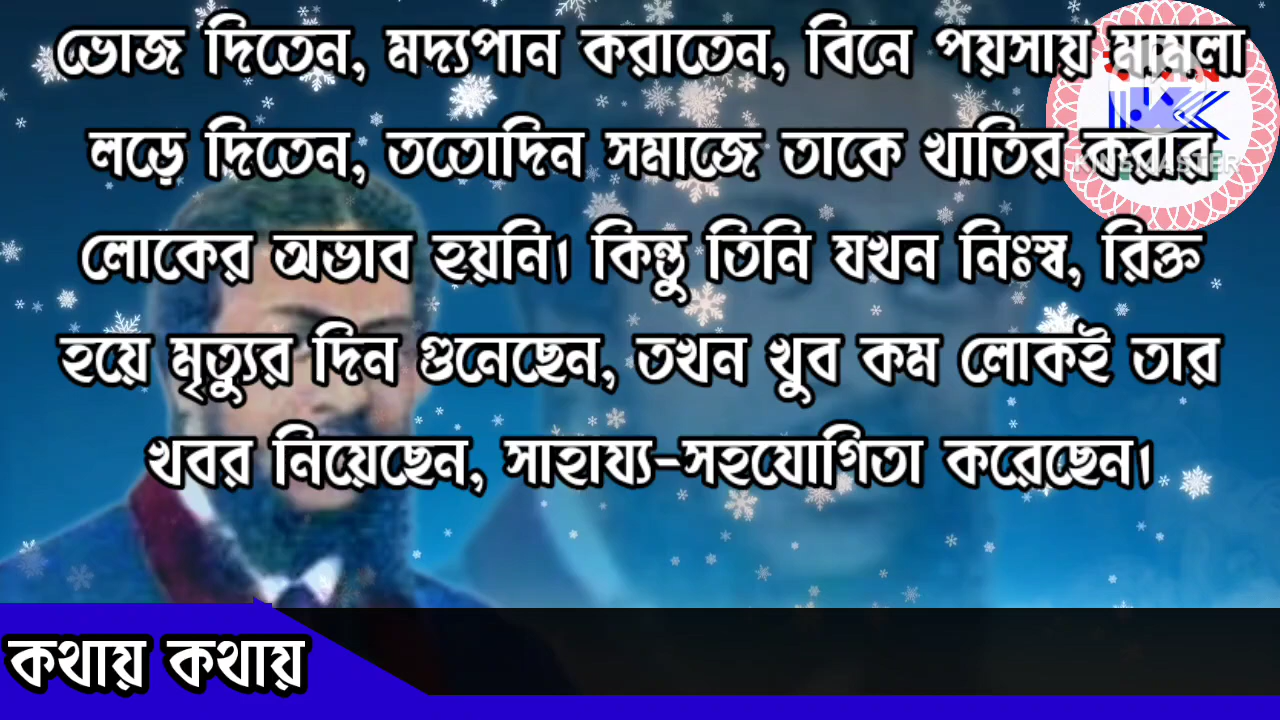 ভোজ দিতেন, মদ্যপান করাতেন, বিনে পয়সায় মামলা
লড়ে দিতেন, ততোদিন সমাজে তাকে খাতির করার
লোকের অভাব হয়নি। কিন্তু তিনি যখন নিঃস্ব, রিক্ত
হয়ে মৃত্যুর দিন গুনেছেন, তখন খুব কম লোকই তার
খবর নিয়েছেন, সাহায্য-সহযোগিতা করেছেন।
KINEMASTER
কথায় কথায়